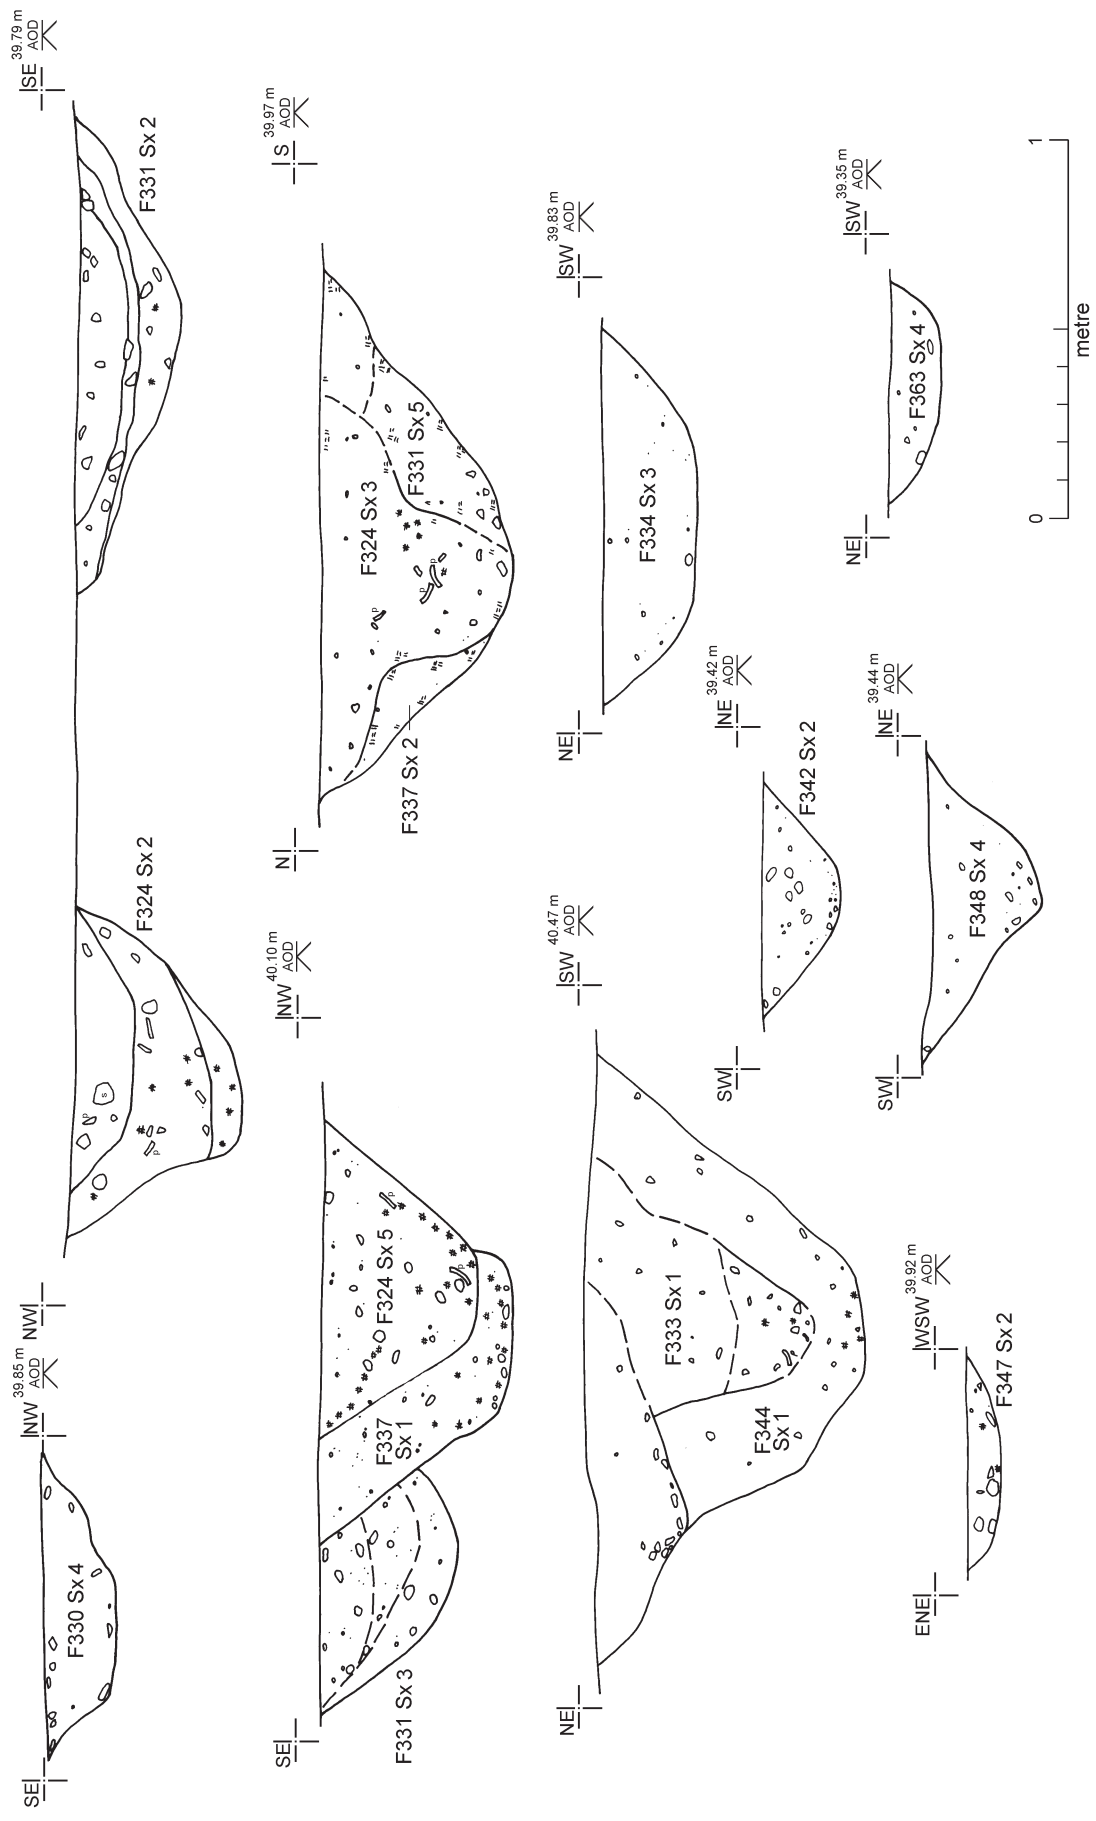 SE
NW 39.85 m
AOD
F330 Sx 4
NW
SE 39.79 m
AOD
F324 Sx 2
F331 Sx 2
p
s
p
SE
NW 40.10 m
AOD
F331 Sx 3
F337
Sx 1
F324 Sx 5
p
p
N
S 39.97 m
AOD
F337 Sx 2
F324 Sx 3
F331 Sx 5
p
p
p
NE
SW 40.47 m
AOD
F344
Sx 1
F333 Sx 1
p
NE
SW 39.83 m
AOD
F334 Sx 3
SW
NE 39.42 m
AOD
F342 Sx 2
ENE
WSW 39.92 m
AOD
F347 Sx 2
SW
NE 39.44 m
AOD
F348 Sx 4
NE
SW 39.35 m
AOD
F363 Sx 4
0
1
metre